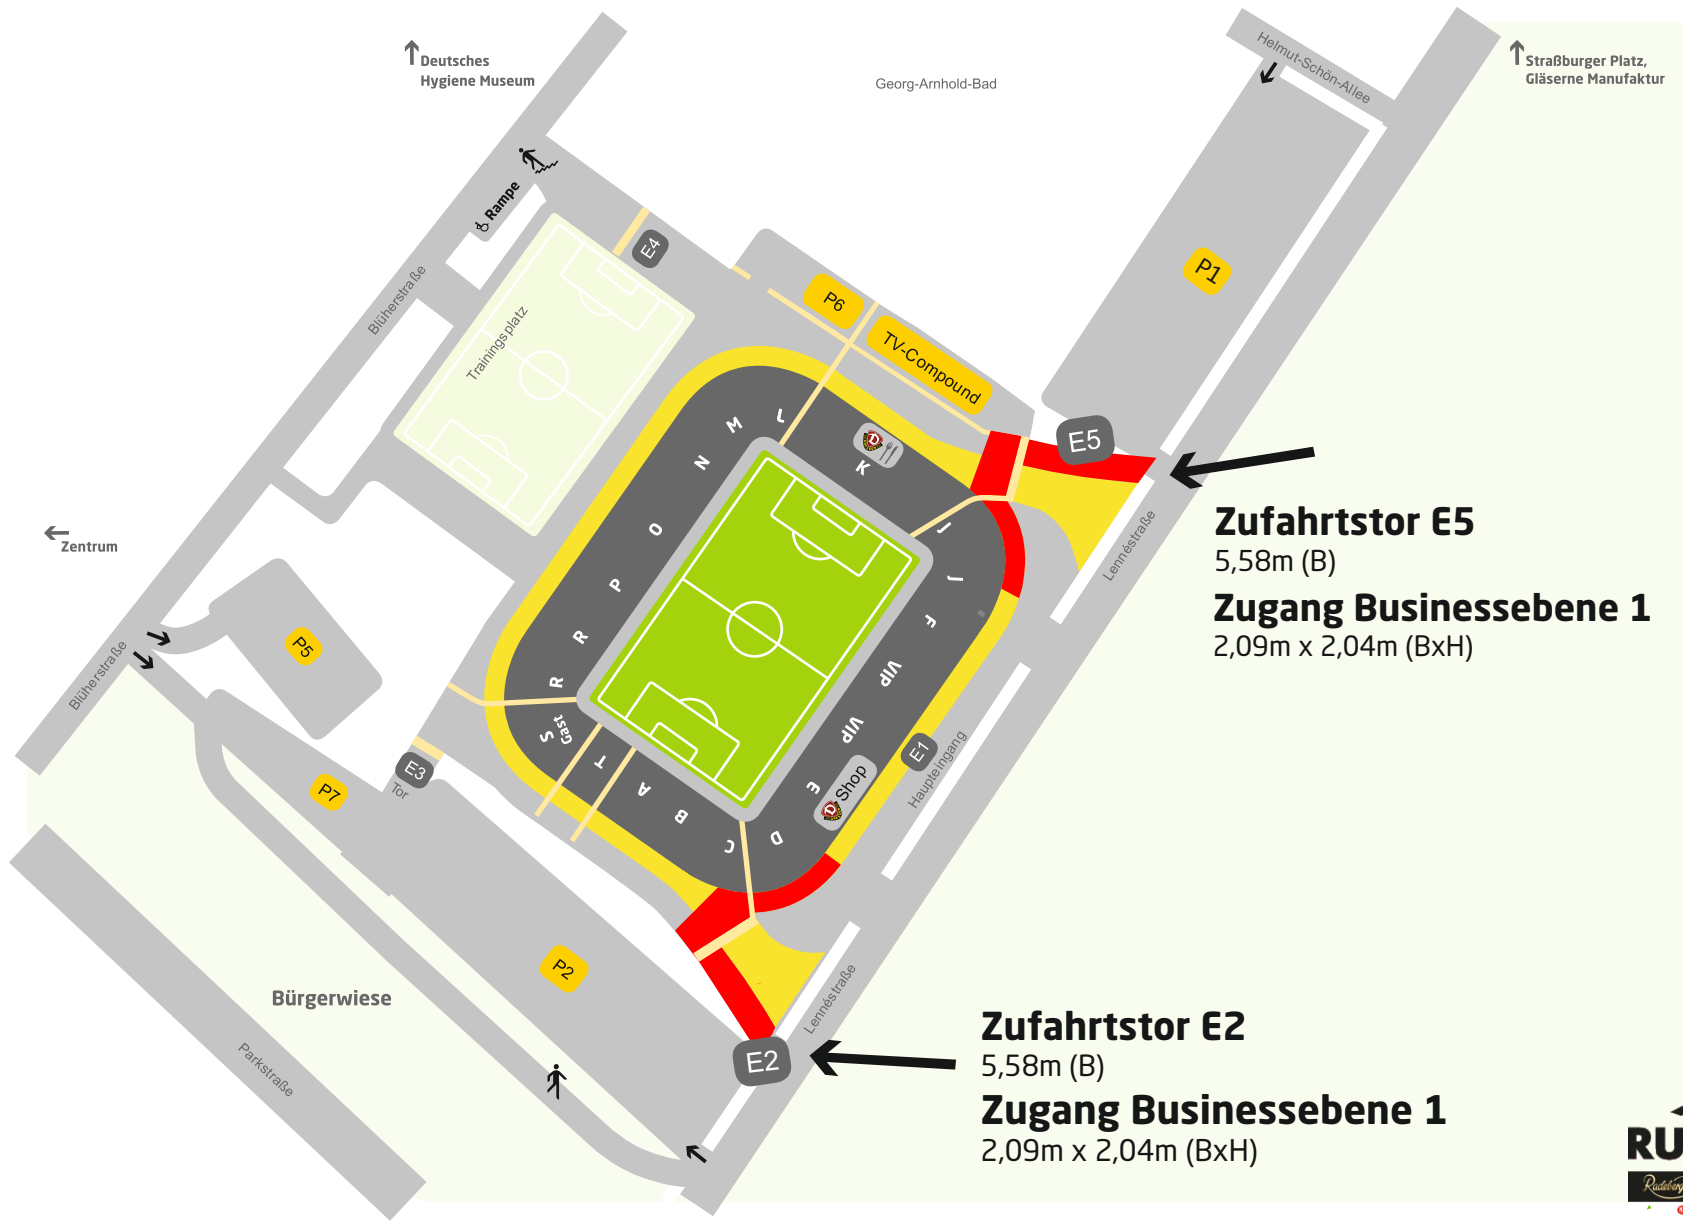 Deutsches
Hygiene Museum
Georg-Arnhold-Bad
Helmut-Schön-Allee
Straßburger Platz,
Gläserne Manufaktur
Rampe
E4
P1
Blüherstraße
P6
TV-Compound
Trainingsplatz
E5
L
M
N
K
O
J
P
J
R
F
R
VIP
VIP
S
Gast
T
A
B
C
D
E
Shop
E1
Haupteingang
Zentrum
Lennéstraße
Zufahrtstor E5
5,58m (B)
Zugang Businessebene 1
2,09m x 2,04m (BxH)
P5
Blüherstraße
E3
Tor
P7
P2
Bürgerwiese
Parkstraße
Lennéstraße
E2
Zufahrtstor E2
5,58m (B)
Zugang Businessebene 1
2,09m x 2,04m (BxH)
RU